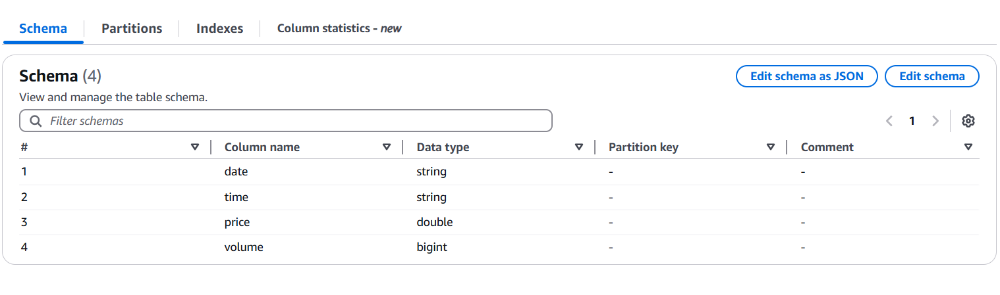 Schema Partitions Indexes Column statistics - new
Schema (4) Edit schema as JSON Edit schema
View and manage the table schema.
Filter schemas 1
# Column name Data type Partition key Comment
1 date string - -
2 time string - -
3 price double - -
4 volume bigint - -